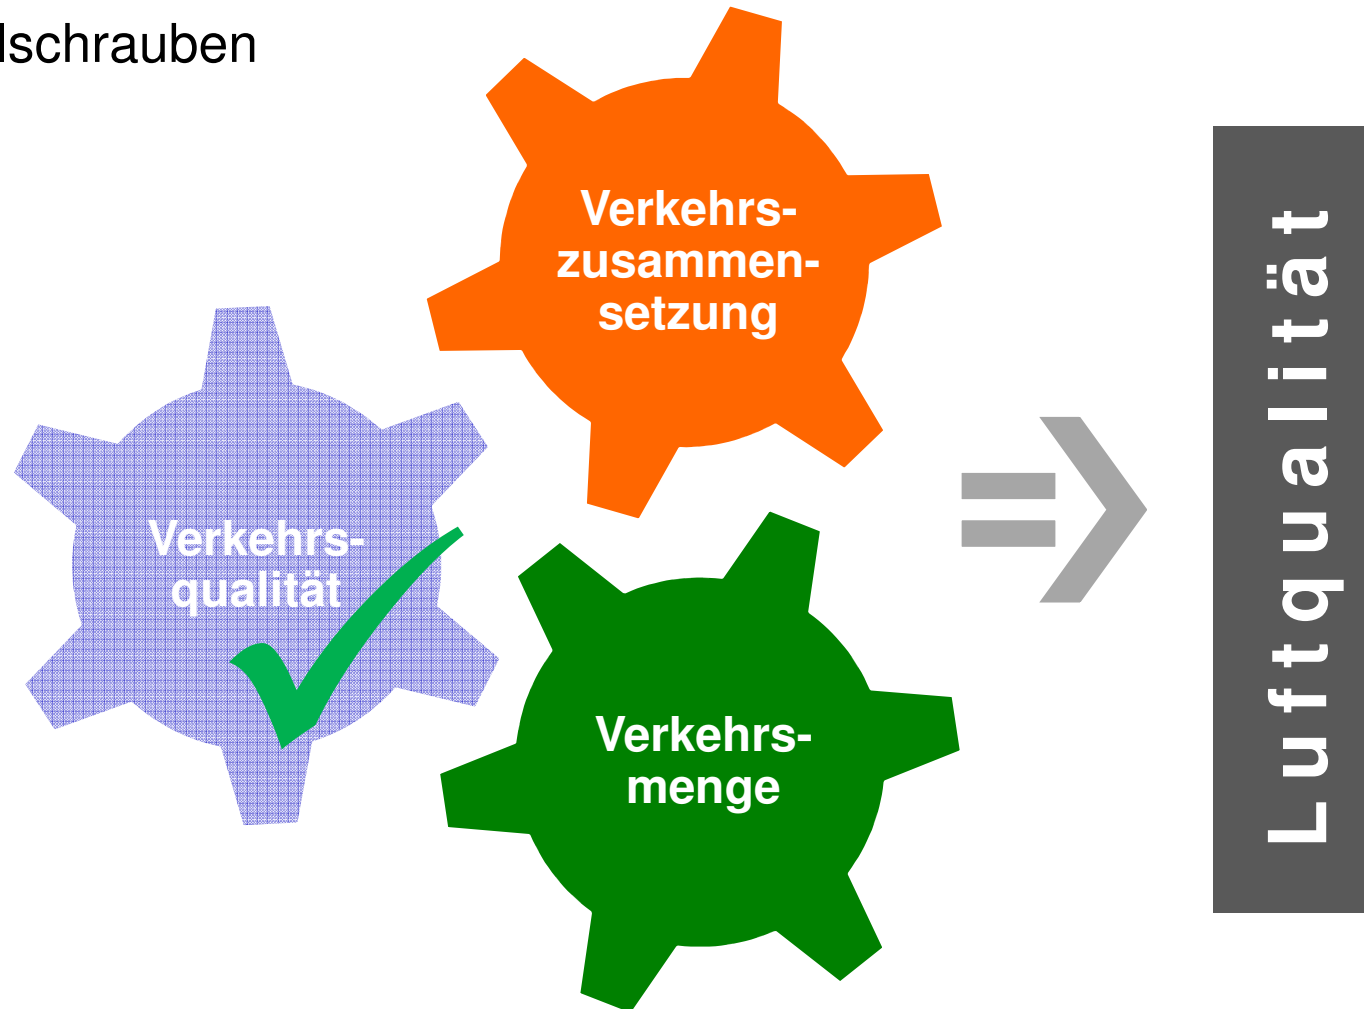 lschrauben
Verkehrs-
zusammen-
setzung
Verkehrs-
qualität
Verkehrs-
menge
Luftqualität